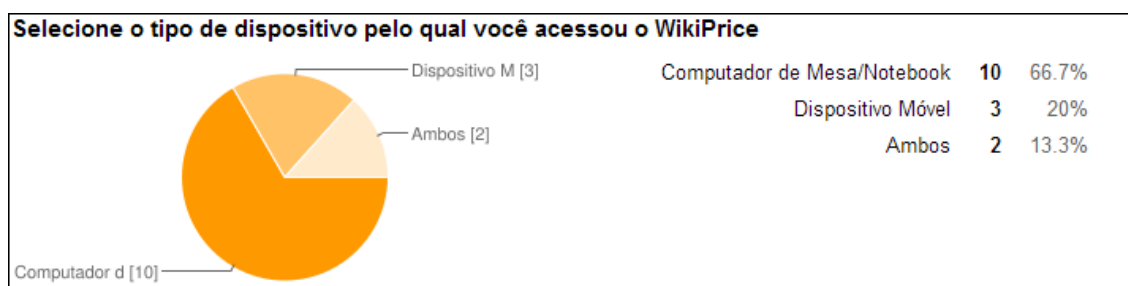 Selecione o tipo de dispositivo pelo qual você acessou o WikiPrice
Dispositivo M [3]
Ambos [2]
Computador d [10]
Computador de Mesa/Notebook 10 66.7%
Dispositivo Móvel 3 20%
Ambos 2 13.3%